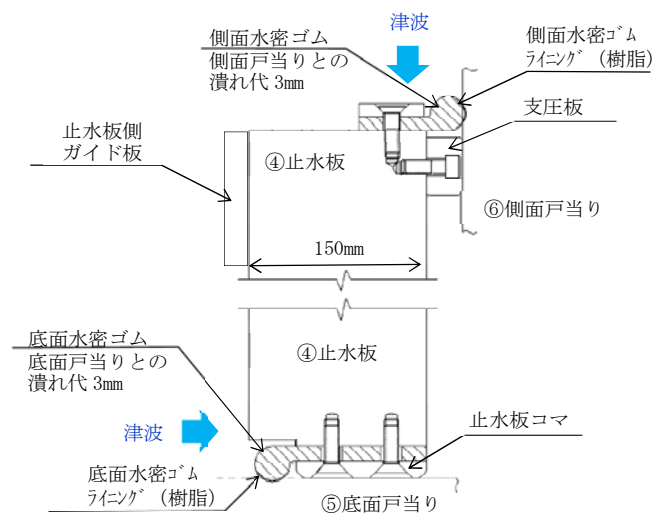 津波
側面水密ゴム
側面戸当りとの
潰れ代 3mm
側面水密ｺﾞﾑ
ﾗｲﾆﾝｸﾞ（樹脂）
支圧板
止水板側
ガイド板
④止水板
⑥側面戸当り
150mm
底面水密ゴム
底面戸当りとの
潰れ代 3mm
④止水板
津波
止水板コマ
底面水密ｺﾞﾑ
ﾗｲﾆﾝｸﾞ（樹脂）
⑤底面戸当り